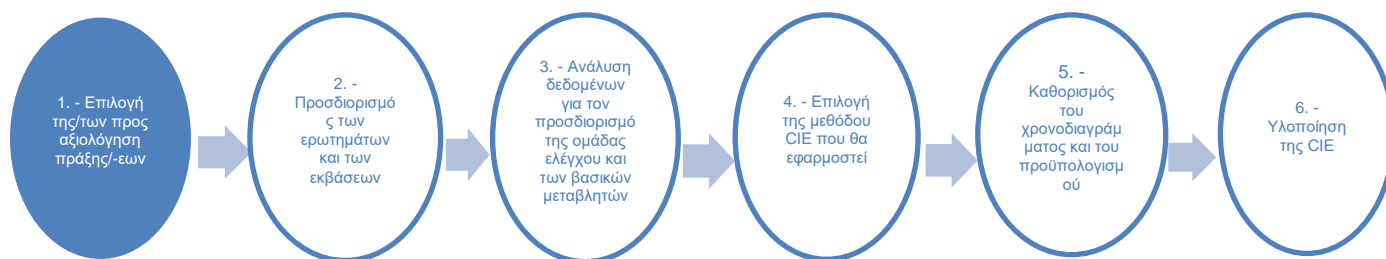 1. - Επιλογή
της/των προς
αξιολόγηση
πράξης/-εων
2. -
Προσδιορισμό
ς των
ερωτημάτων
και των
εκβάσεων
3. - Ανάλυση
δεδομένων
για τον
προσδιορισμό
της ομάδας
ελέγχου και
των βασικών
μεταβλητών
4. - Επιλογή
της μεθόδου
CIE που θα
εφαρμοστεί
5. -
Καθορισμός
του
χρονοδιαγράμ
ματος και του
προϋπολογισμ
ού
6. -
Υλοποίηση
της CIE